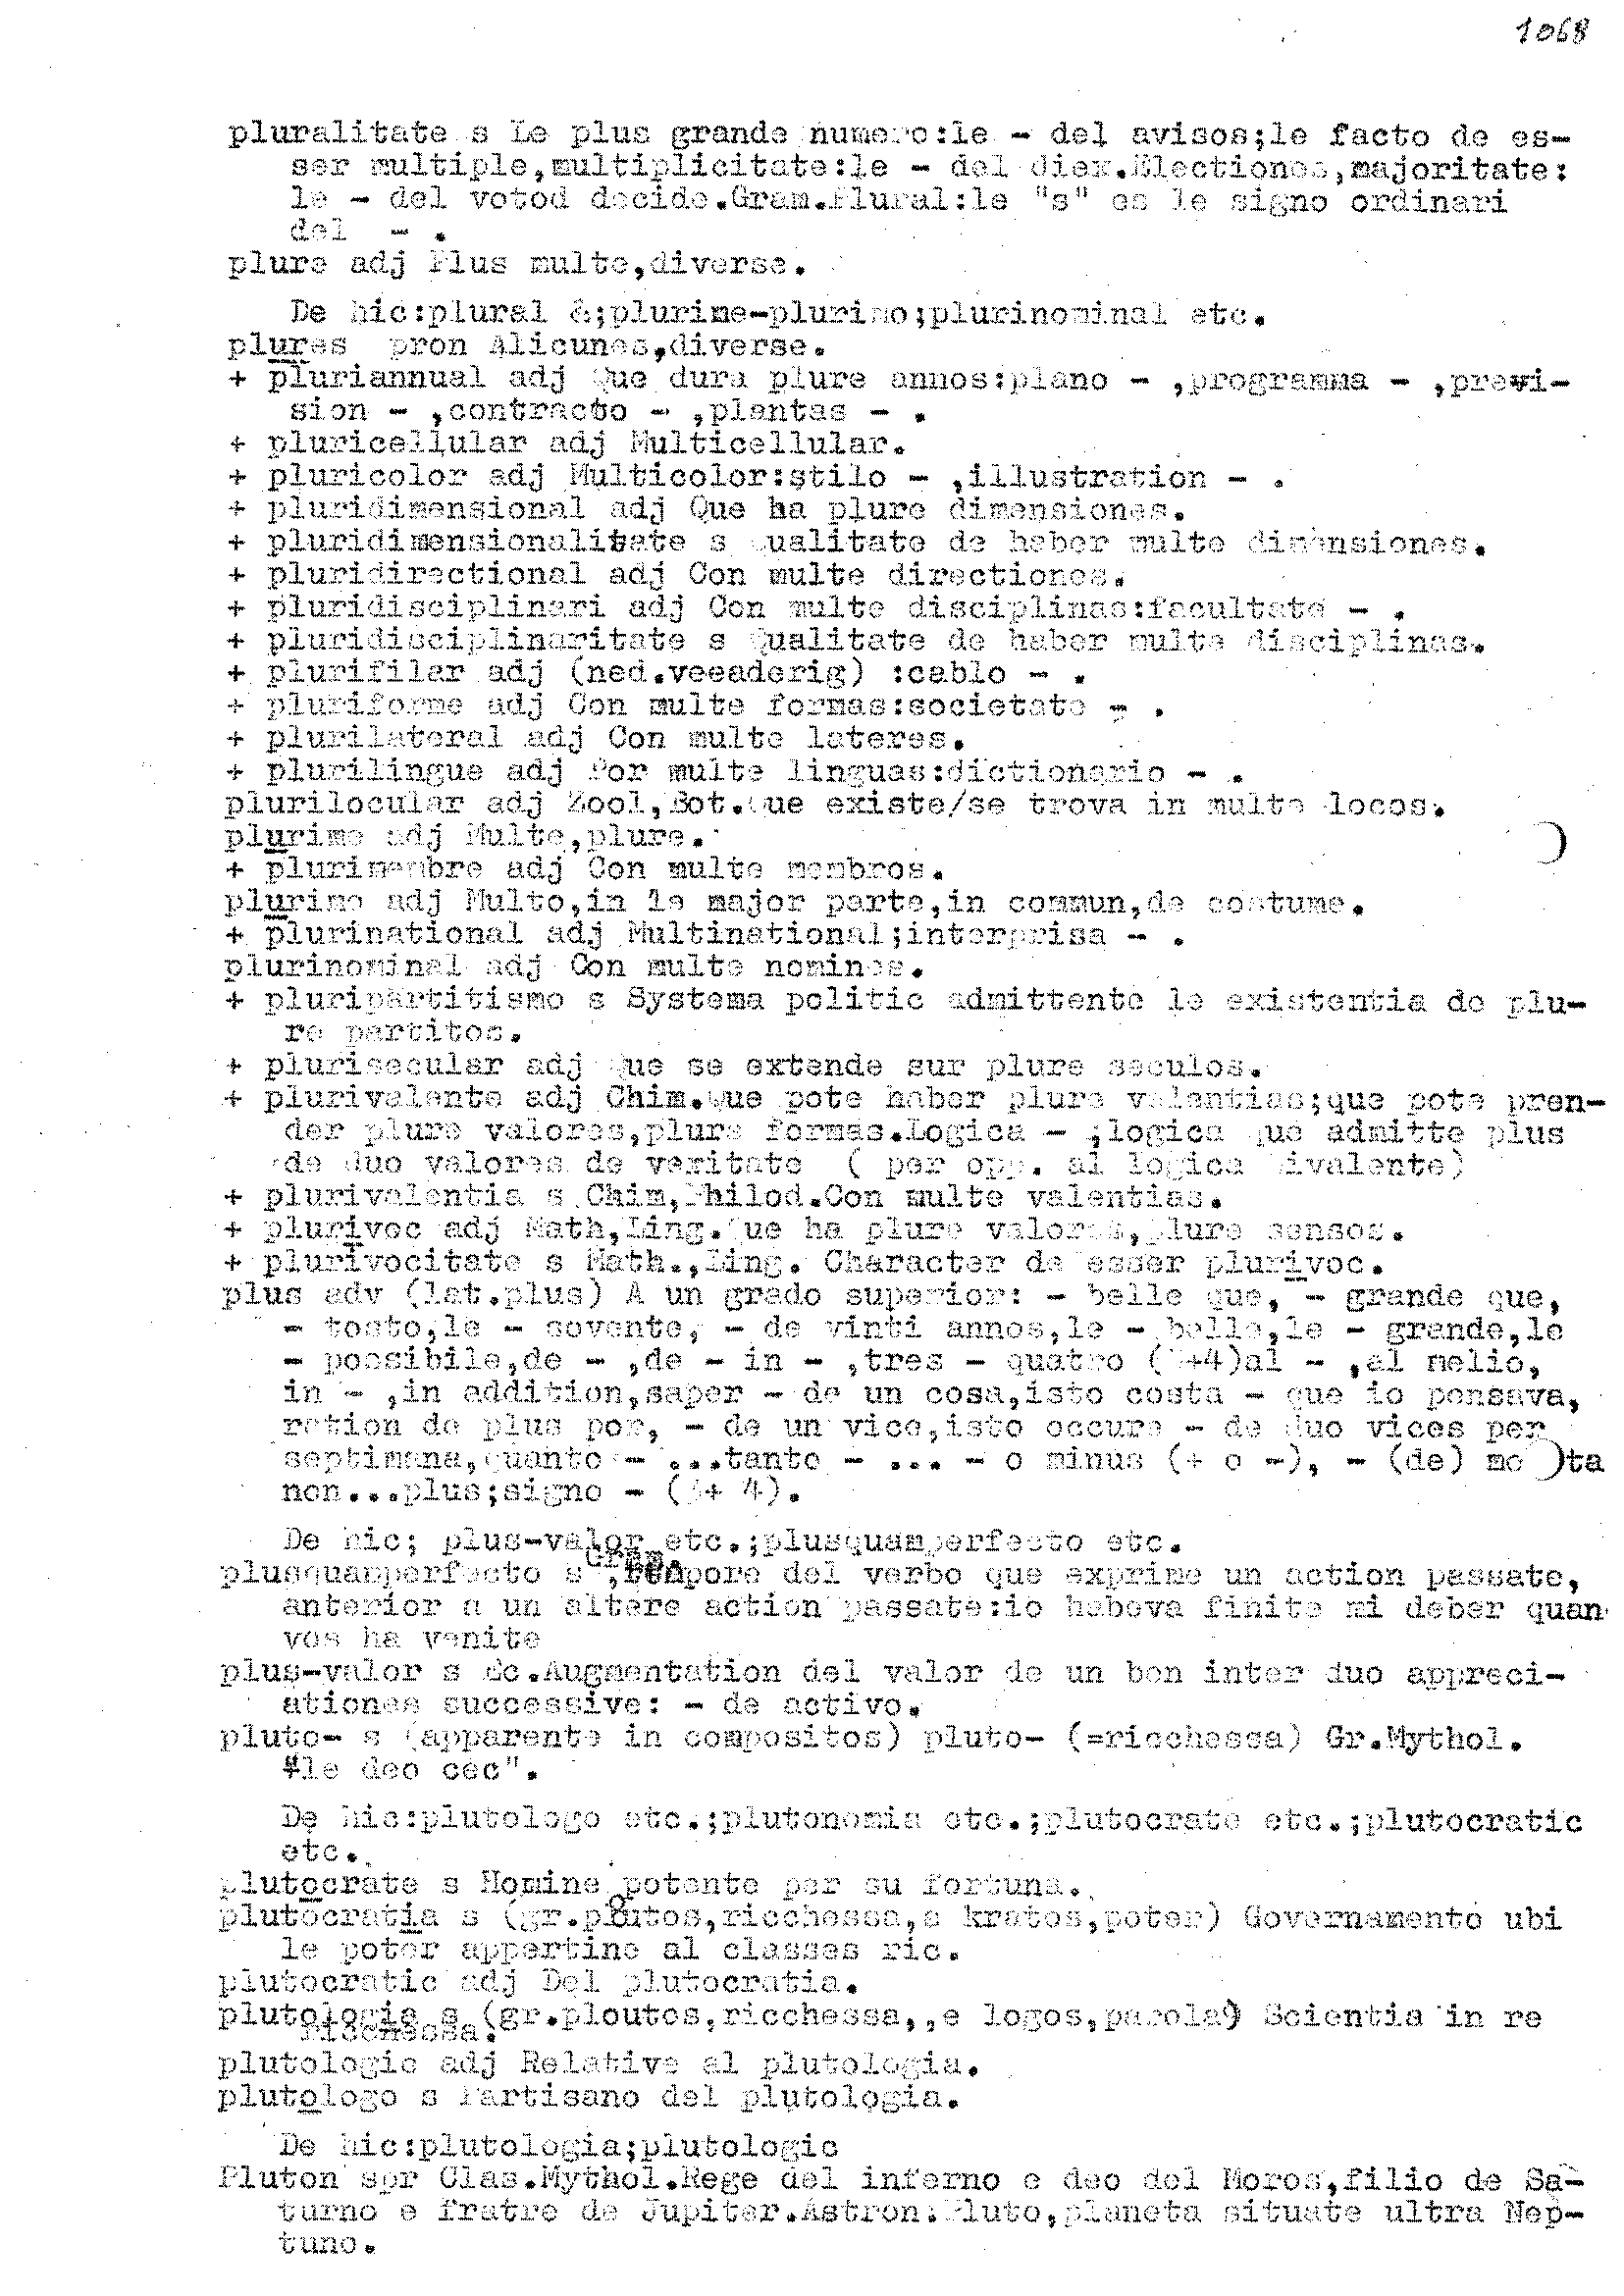 1068
pluralitate s Le plus grande numero:le - del avisos;le facto de es-
ser multiple,multiplicitate:le - del diex.Electiones,majoritate:
le - del votod decide.Gram.Plural:le "s" es le signo ordinari
del - .
plure adj Plus multe,diverse.
De hic:plural &;plurime-plurimo;plurinominal etc.
plures pron Alicunes,diverse.
+ pluriannual adj Que dura plure annos:plano - ,programma - ,previ-
sion - ,contracto - ,plantas - .
+ pluricellular adj Multicellular.
+ pluricolor adj Multicolor:stilo - ,illustration - .
+ pluridimensional adj Que ha plure dimensiones.
+ pluridimensionalitate s Qualitate de haber multe dimensiones.
+ pluridirectional adj Con multe directiones.
+ pluridisciplinari adj Con multe disciplinas:facultate - .
+ pluridisciplinaritate s Qualitate de haber multe disciplinas.
+ plurifilar adj (ned.veeaderig) :cablo - .
+ pluriforme adj Con multe formas:societate - .
+ plurilateral adj Con multe lateres.
+ plurilingue adj Por multe linguas:dictionario - .
plurilocular adj Zool,Bot.Que existe/se trova in multe locos.
plurime adj Multe,plure.
+ plurimembre adj Con multe membros.
plurimo adj Multo,in le major parte,in commun,de costume.
+ plurinational adj Multinational;interprisa - .
plurinominal adj Con multe nomines.
+ pluripartitismo s Systema politic admittente le existentia de plu-
re partitos.
+ plurisecular adj Que se extende sur plure seculos.
+ plurivalente adj Chim.Que pote haber plure valentias;que pote pren-
der plure valores,plure formas.Logica - ;logica que admitte plus
de duo valores de veritate ( per opp. al logica bivalente)
+ plurivalentia s Chim,Philod.Con multe valentias.
+ plurivoc adj Math,Ling.Que ha plure valores,plure sensos.
+ plurivocitate s Math.,Ling. Character de esser plurivoc.
plus adv (lat.plus) A un grado superior: - belle que, - grande que,
- tosto,le - sovente, - de vinti annos,le - belle,le - grande,le
- possibile,de - ,de - in - ,tres - quatro (3+4)al - ,al melio,
in - ,in addition,saper - de un cosa,isto costa - que io pensava,
ration de plus por, - de un vice,isto occure - de duo vices per
septimana,quanto - ...tanto - ... - o minus (+ o -), - (de) mo ta
non...plus;signo - (3+ 4).
De hic; plus-valor etc.;plusquamperfecto etc.
Gram
plusquamperfecto s ,tempore del verbo que exprime un action passate,
anterior a un altere action passate:io habeva finite mi deber quan
vos ha venite
plus-valor s Ec.Augmentation del valor de un bon inter duo appreci-
ationes successive: - de activo.
pluto- s (apparente in compositos) pluto- (=ricchessa) Gr.Mythol.
"le deo cec".
De hic:plutologo etc.;plutonomia etc.;plutocrate etc.;plutocratic
etc.
plutocrate s Homine potente per su fortuna.
plutocratia s (gr.ploutos,ricchessa,e kratos,poter) Governamento ubi
le poter appertine al classes ric.
plutocratic adj Del plutocratia.
plutologia s (gr.ploutos,ricchessa,,e logos,parola) Scientia in re
ricchessa.
plutologic adj Relative al plutologia.
plutologo s Partisano del plutologia.
De hic:plutologia;plutologic
Pluton spr Clas.Mythol.Rege del inferno e deo del Moros,filio de Sa-
turno e fratre de Jupiter.Astron:Pluto,planeta situate ultra Nep-
tuno.